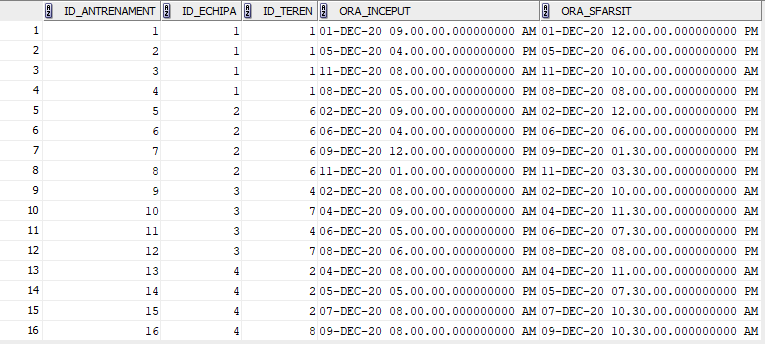 ID_ANTRENAMENT ID_ECHIPA ID_TEREN ORA_INCEPUT ORA_SFARSIT
1 1 1 1 01-DEC-20 09.00.00.000000000 AM 01-DEC-20 12.00.00.000000000 PM
2 2 1 1 05-DEC-20 04.00.00.000000000 PM 05-DEC-20 06.00.00.000000000 PM
3 3 1 1 11-DEC-20 08.00.00.000000000 AM 11-DEC-20 10.00.00.000000000 AM
4 4 1 1 08-DEC-20 05.00.00.000000000 PM 08-DEC-20 08.00.00.000000000 PM
5 5 2 6 02-DEC-20 09.00.00.000000000 AM 02-DEC-20 12.00.00.000000000 PM
6 6 2 6 06-DEC-20 04.00.00.000000000 PM 06-DEC-20 06.00.00.000000000 PM
7 7 2 6 09-DEC-20 12.00.00.000000000 PM 09-DEC-20 01.30.00.000000000 PM
8 8 2 6 11-DEC-20 01.00.00.000000000 PM 11-DEC-20 03.30.00.000000000 PM
9 9 3 4 02-DEC-20 08.00.00.000000000 AM 02-DEC-20 10.00.00.000000000 AM
10 10 3 7 04-DEC-20 09.00.00.000000000 AM 04-DEC-20 11.30.00.000000000 AM
11 11 3 4 06-DEC-20 05.00.00.000000000 PM 06-DEC-20 07.30.00.000000000 PM
12 12 3 7 08-DEC-20 06.00.00.000000000 PM 08-DEC-20 08.00.00.000000000 PM
13 13 4 2 04-DEC-20 08.00.00.000000000 AM 04-DEC-20 11.00.00.000000000 AM
14 14 4 2 05-DEC-20 05.00.00.000000000 PM 05-DEC-20 07.30.00.000000000 PM
15 15 4 2 07-DEC-20 08.00.00.000000000 AM 07-DEC-20 10.30.00.000000000 AM
16 16 4 8 09-DEC-20 08.00.00.000000000 AM 09-DEC-20 10.30.00.000000000 AM